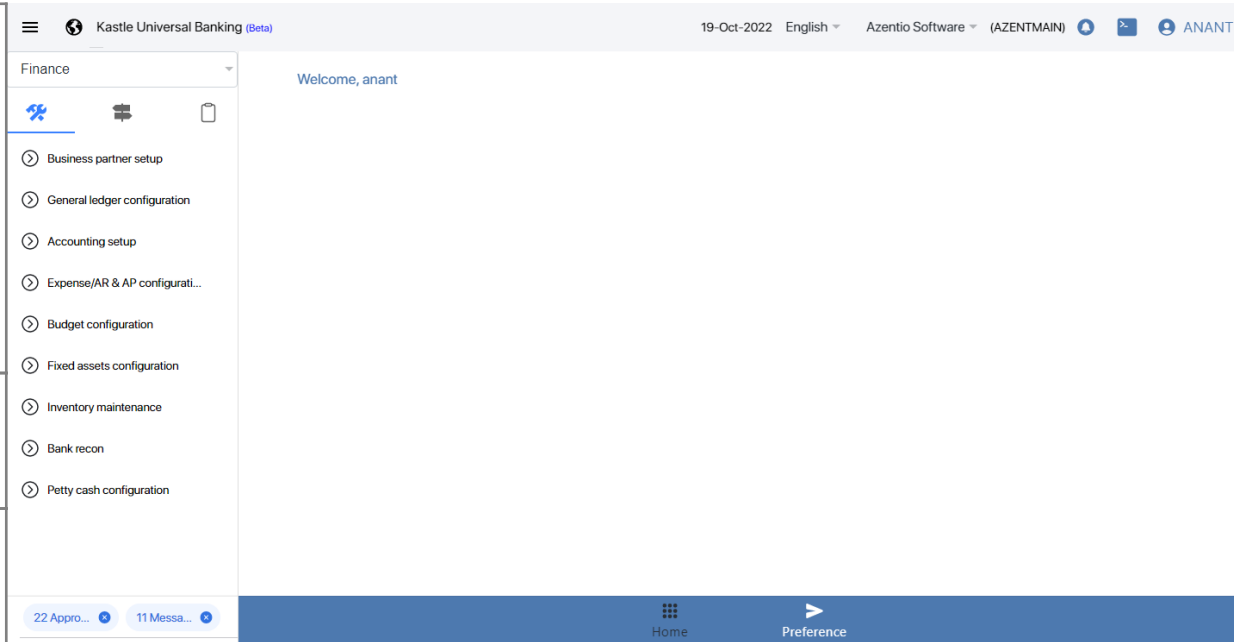 Kastle Universal Banking (Beta)
19-Oct-2022 English Azentio Software (AZENTMAIN) ANANT
Finance
Welcome, anant
Business partner setup
General ledger configuration
Accounting setup
Expense/AR & AP configurati...
Budget configuration
Fixed assets configuration
Inventory maintenance
Bank recon
Petty cash configuration
22 Appro... 11 Messa...
Home Preference